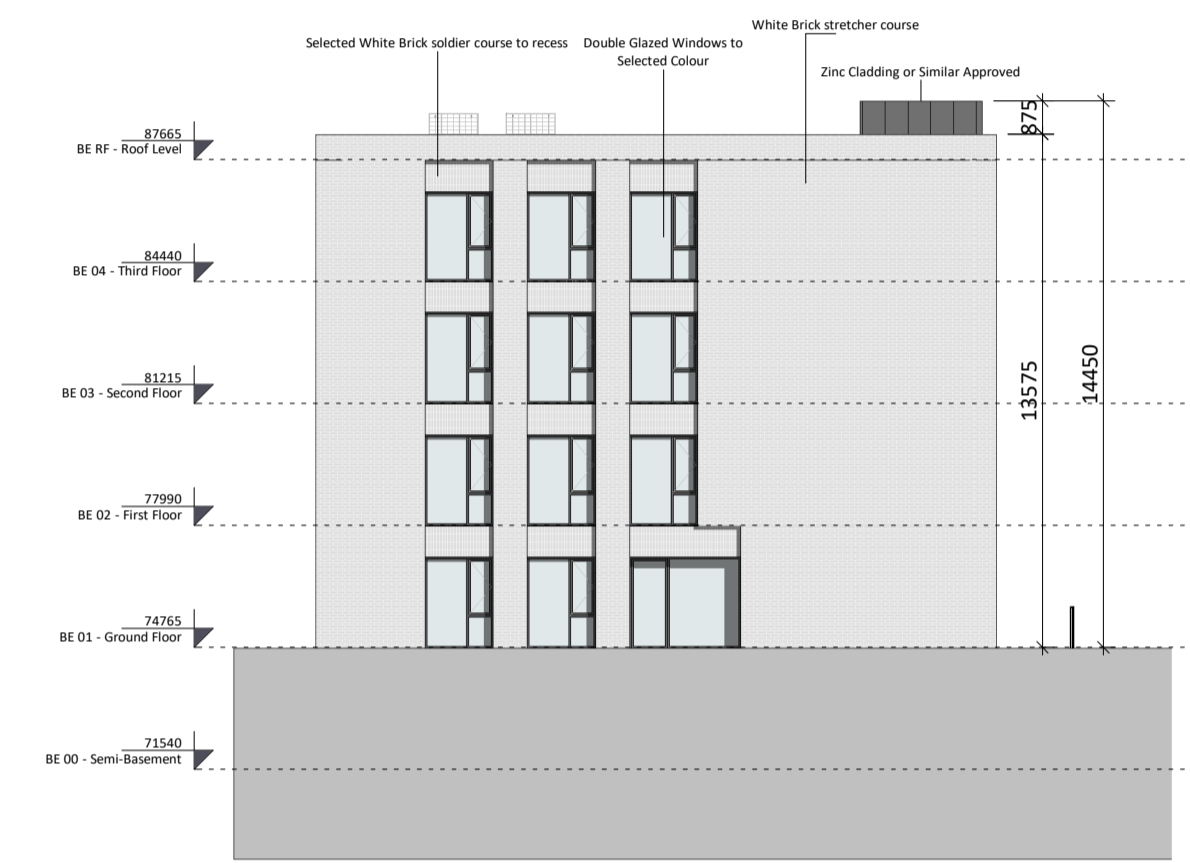 White Brick stretcher course
Selected White Brick soldier course to recess
Double Glazed Windows to
Selected Colour
Zinc Cladding or Similar Approved
875
87665
BE RF - Roof Level
84440
BE 04 - Third Floor
81215
BE 03 - Second Floor
13575
14450
77990
BE 02 - First Floor
74765
BE 01 - Ground Floor
71540
BE 00 - Semi-Basement